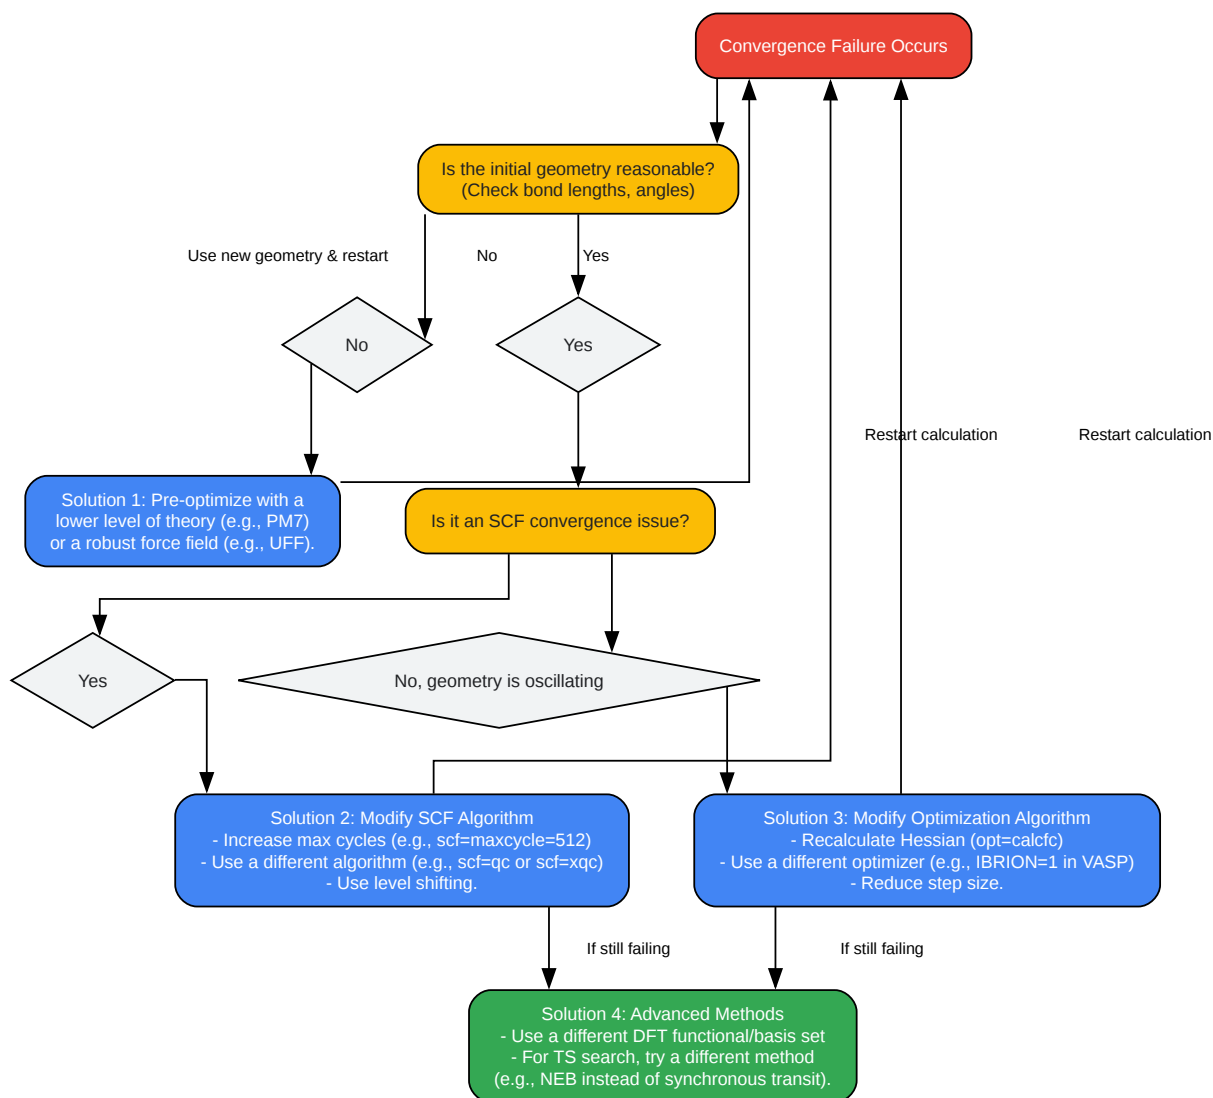 Convergence Failure Occurs
Is the initial geometry reasonable?
(Check bond lengths, angles)
Use new geometry & restart
No
Yes
No
Yes
Restart calculation
Restart calculation
Solution 1: Pre-optimize with a
lower level of theory (e.g., PM7)
or a robust force field (e.g., UFF).
Is it an SCF convergence issue?
Yes
No, geometry is oscillating
Solution 2: Modify SCF Algorithm
- Increase max cycles (e.g., scf=maxcycle=512)
- Use a different algorithm (e.g., scf=qc or scf=xqc)
- Use level shifting.
Solution 3: Modify Optimization Algorithm
- Recalculate Hessian (opt=calcfc)
- Use a different optimizer (e.g., IBRION=1 in VASP)
- Reduce step size.
If still failing
If still failing
Solution 4: Advanced Methods
- Use a different DFT functional/basis set
- For TS search, try a different method
(e.g., NEB instead of synchronous transit).